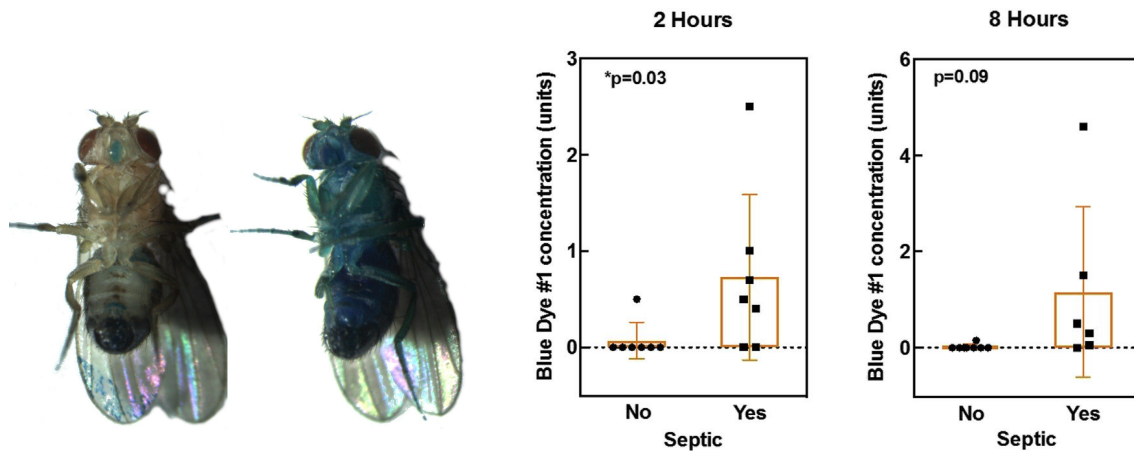 2 Hours
Blue Dye #1 concentration (units)
3
2
1
0
*p=0.03
No
Yes
Septic
8 Hours
Blue Dye #1 concentration (units)
6
4
2
0
p=0.09
No
Yes
Septic